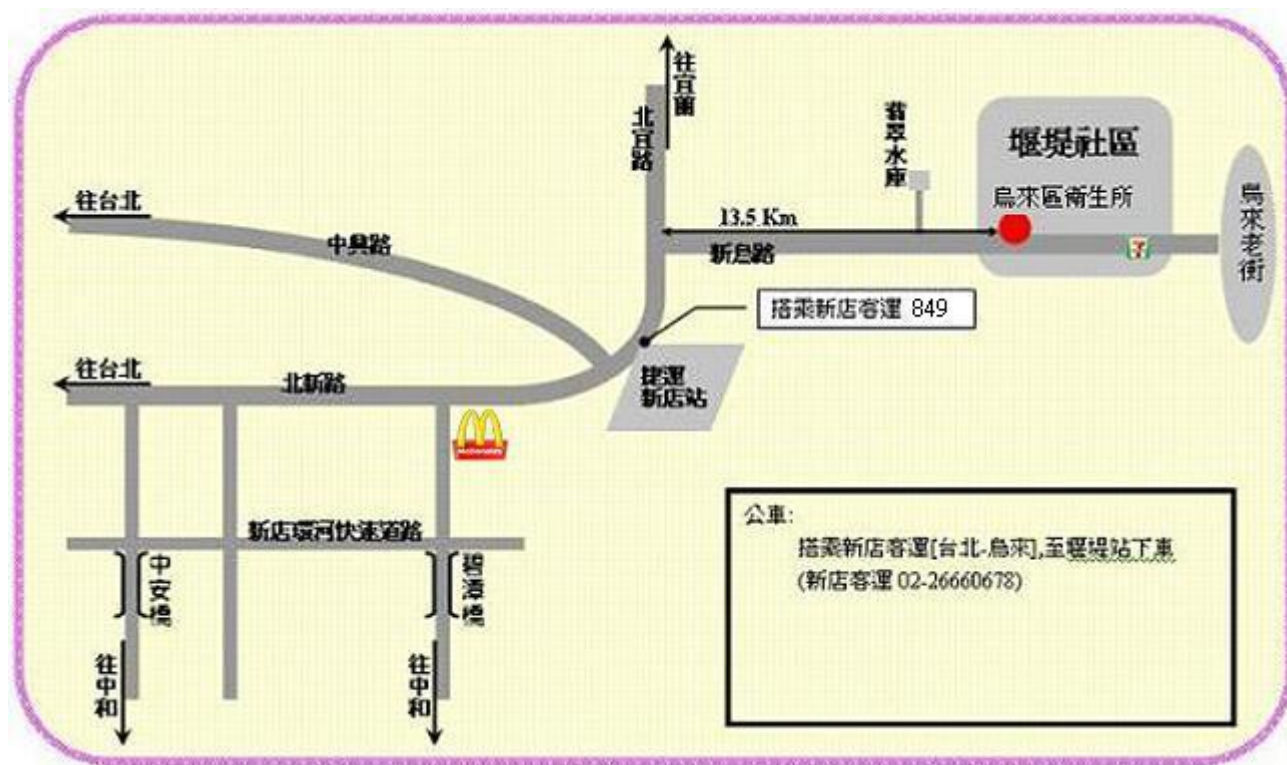 往宜蘭
北宜路
翡翠水庫
堰堤社區
烏來區衛生所
烏來老街
往台北
中興路
13.5 Km
新烏路
搭乘新店客運 849
往台北
北新路
捷運
新店站
McDonald's
7
新店環河快速道路
中安橋
碧潭橋
往中和
往中和
公車:
搭乘新店客運[台北-烏來],至堰堤站下車
(新店客運 02-26660678)